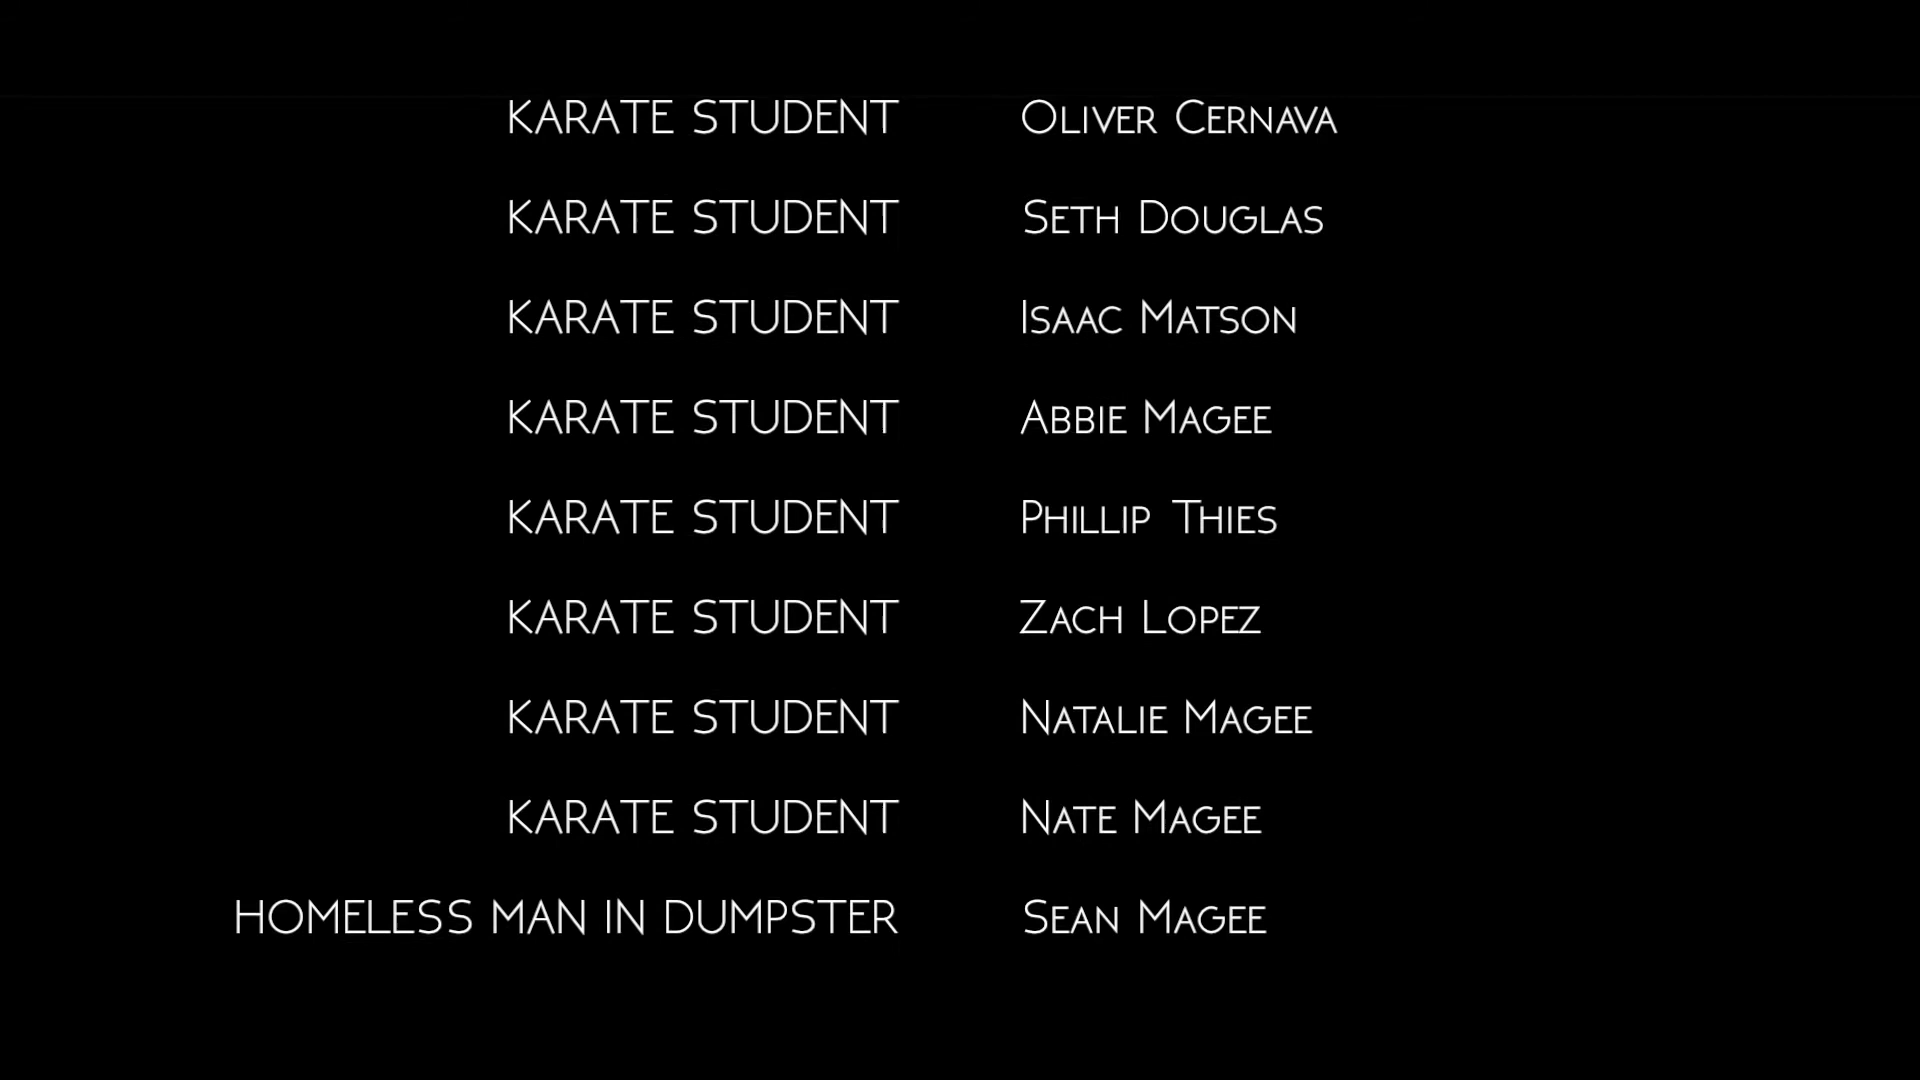 KARATE STUDENT Oliver Cernava
KARATE STUDENT Seth Douglas
KARATE STUDENT Isaac Matson
KARATE STUDENT Abbie Magee
KARATE STUDENT Phillip Thies
KARATE STUDENT Zach Lopez
KARATE STUDENT Natalie Magee
KARATE STUDENT Nate Magee
HOMELESS MAN IN DUMPSTER Sean Magee